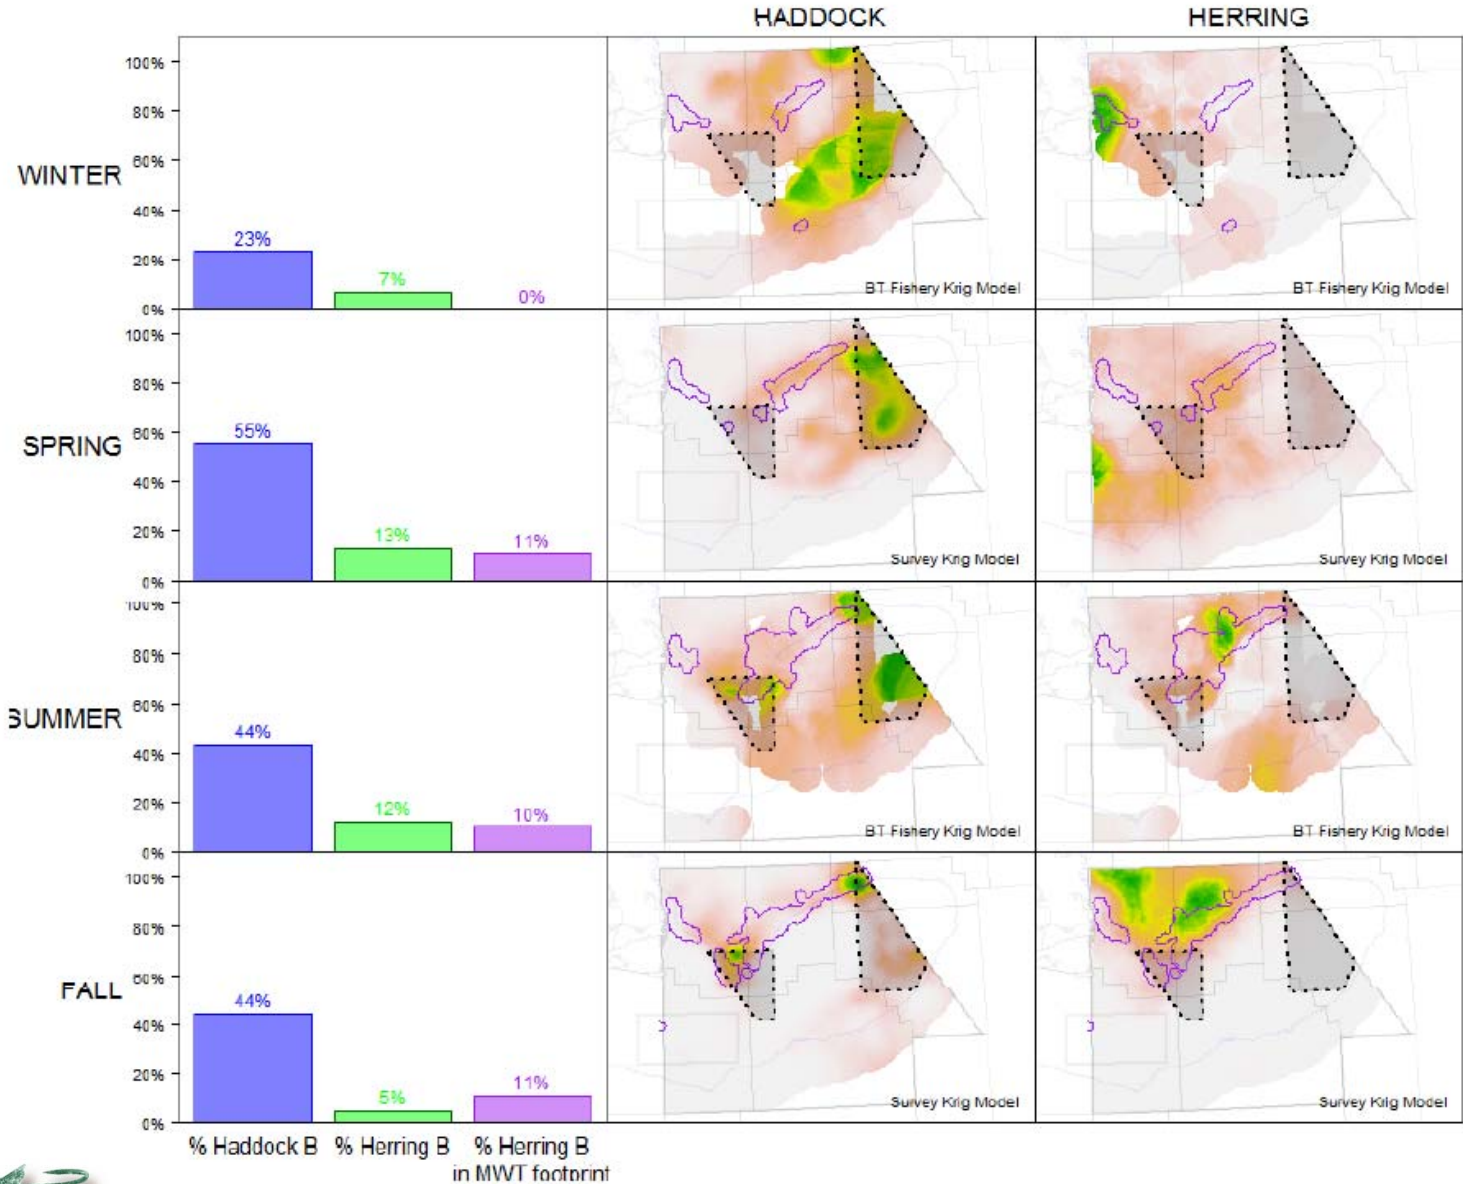 HADDOCK HERRING
WINTER
100%
80%
60%
40%
20%
0%
23%
7%
0%
BT Fishery Krig Model
BT Fishery Krig Model
SPRING
100%
80%
60%
40%
20%
0%
55%
13%
11%
Survey Krig Model
Survey Krig Model
SUMMER
100%
80%
60%
40%
20%
0%
44%
12%
10%
BT Fishery Krig Model
BT Fishery Krig Model
FALL
100%
80%
60%
40%
20%
0%
44%
5%
11%
Survey Krig Model
Survey Krig Model
% Haddock B % Herring B % Herring B
in MWT footprint